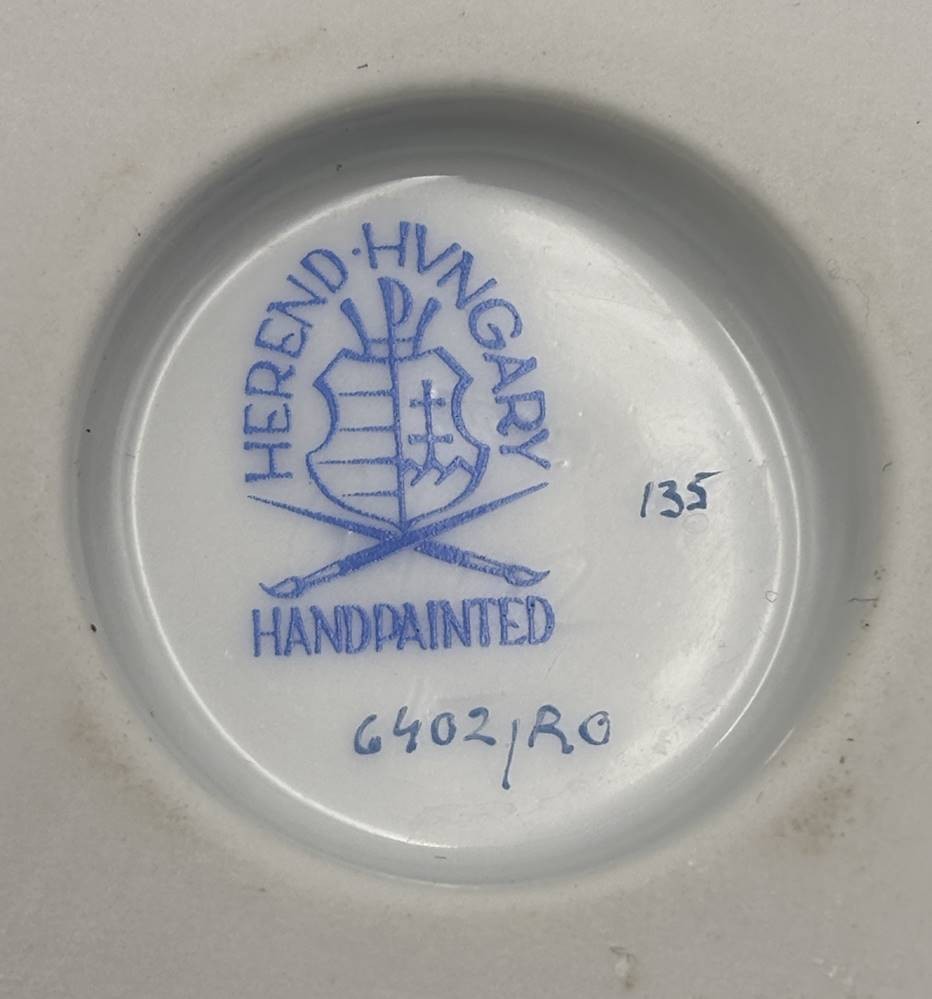 HEREND·HVNGARY
135
HANDPAINTED
6402/RO